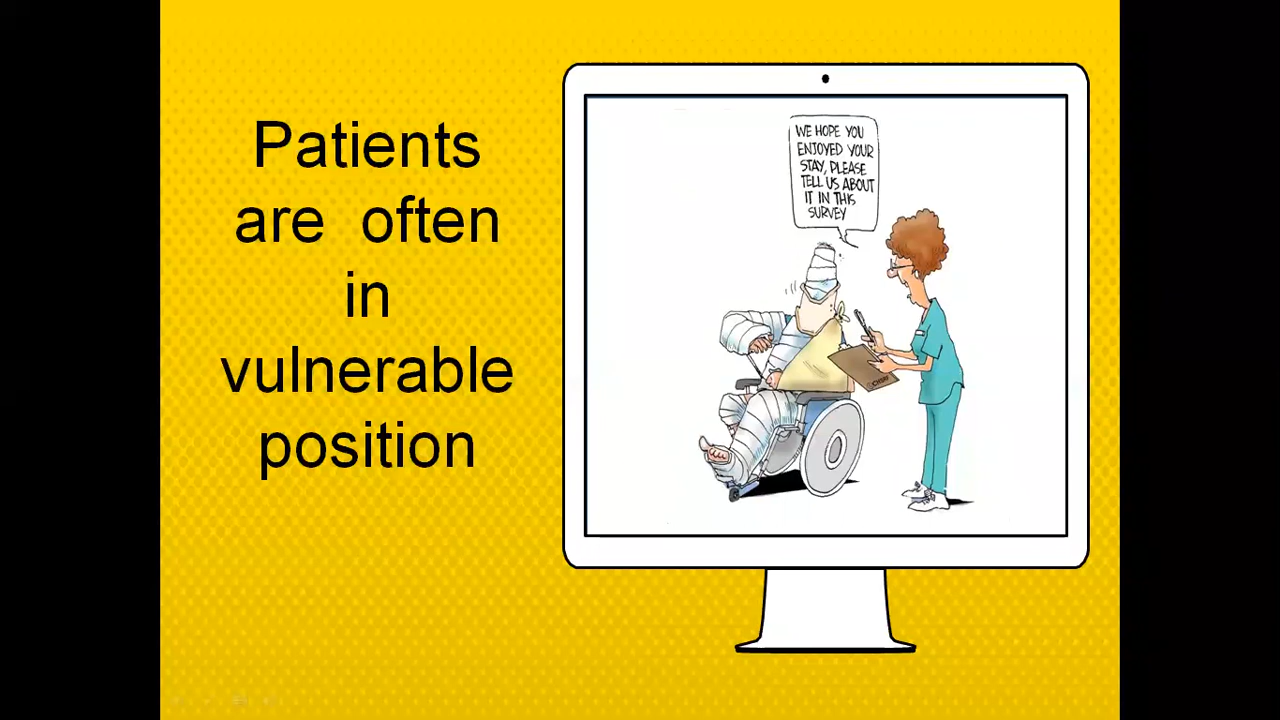 Patients
are often
in
vulnerable
position
WE HOPE YOU
ENJOYED YOUR
STAY, PLEASE
TELL US ABOUT
IT IN THIS
SURVEY